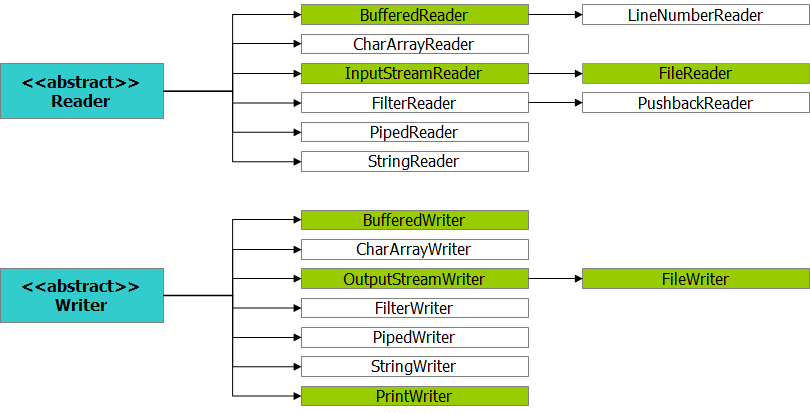 BufferedReader
LineNumberReader
CharArrayReader
<<abstract>>
Reader
InputStreamReader
FileReader
FilterReader
PushbackReader
PipedReader
StringReader
BufferedWriter
CharArrayWriter
<<abstract>>
Writer
OutputStreamWriter
FileWriter
FilterWriter
PipedWriter
StringWriter
PrintWriter